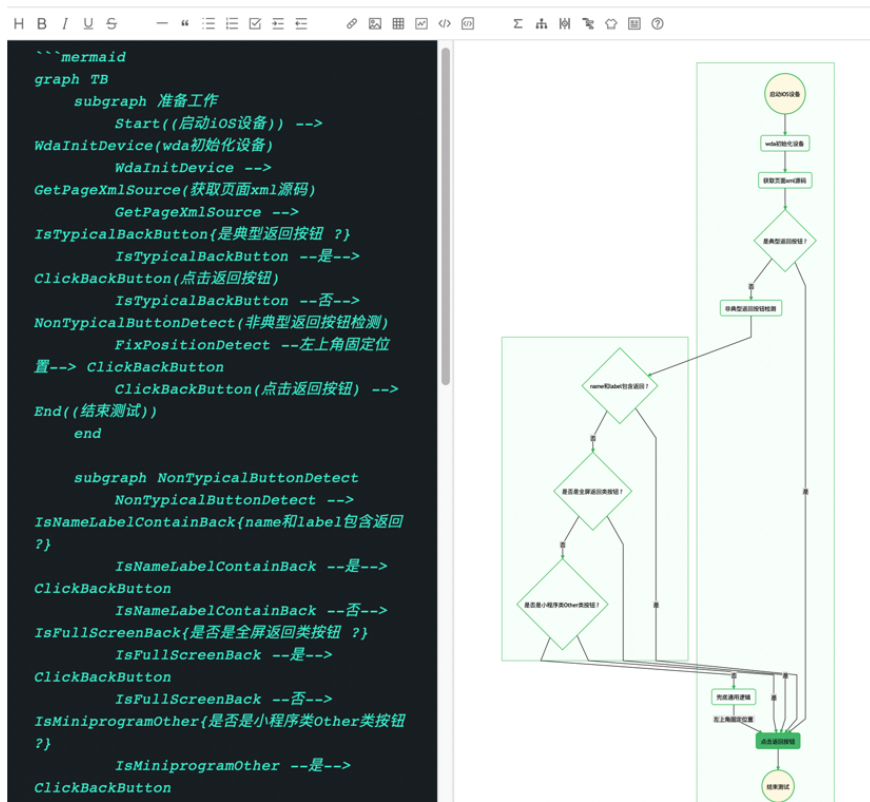 H B I U S
```mermaid
graph TB
subgraph 准备工作
Start((启动iOS设备)) -->
WdaInitDevice(wda初始化设备)
WdaInitDevice -->
GetPageXmlSource(获取页面xml源码)
GetPageXmlSource -->
IsTypicalBackButton{是典型返回按钮 ?}
IsTypicalBackButton --是-->
ClickBackButton(点击返回按钮)
IsTypicalBackButton --否-->
NonTypicalButtonDetect(非典型返回按钮检测)
FixPositionDetect --左上角固定位
置--> ClickBackButton
ClickBackButton(点击返回按钮) -->
End((结束测试))
end
subgraph NonTypicalButtonDetect
NonTypicalButtonDetect -->
IsNameLabelContainBack{name和label包含返回
?}
IsNameLabelContainBack --是-->
ClickBackButton
IsNameLabelContainBack --否-->
IsFullScreenBack{是否是全屏返回类按钮 ?}
IsFullScreenBack --是-->
ClickBackButton
IsFullScreenBack --否-->
IsMiniprogramOther{是否是小程序类Other类按钮
?}
IsMiniprogramOther --是-->
ClickBackButton
启动iOS设备
wda初始化设备
获取页面xml源码
是典型返回按钮？
否
非典型返回按钮检测
name和label包含返回？
否
是否是全屏返回类按钮？
是
否
是否是小程序类Other类按钮？
是
否
是
兜底通用逻辑
是
左上角固定位置
点击返回按钮
结束测试